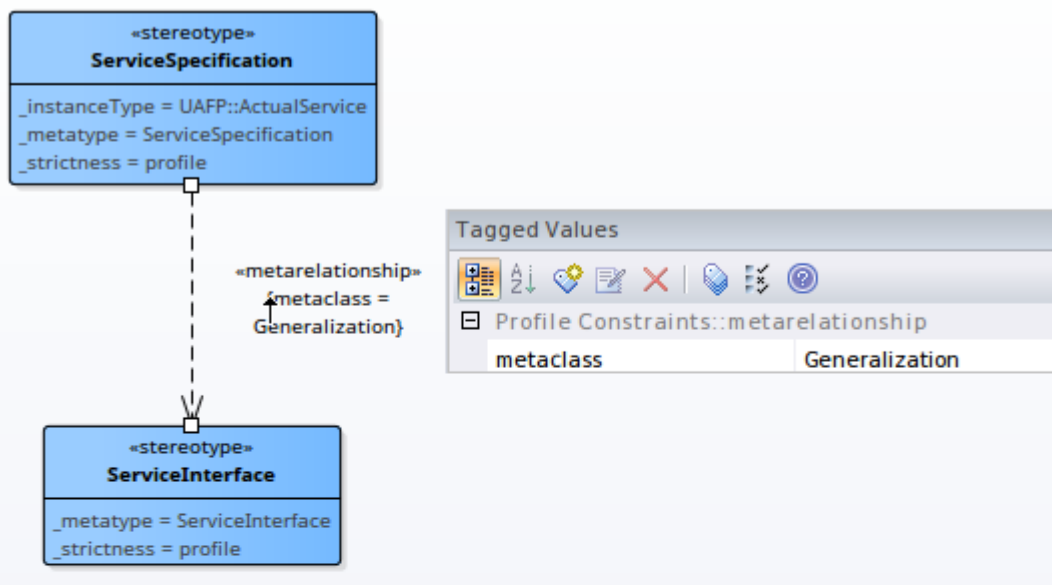 «stereotype»
ServiceSpecification
_instanceType = UAFP::ActualService
_metatype = ServiceSpecification
_strictness = profile
«metarelationship»
{metaclass =
Generalization}
Tagged Values
Profile Constraints::metarelationship
metaclass Generalization
«stereotype»
ServiceInterface
_metatype = ServiceInterface
_strictness = profile